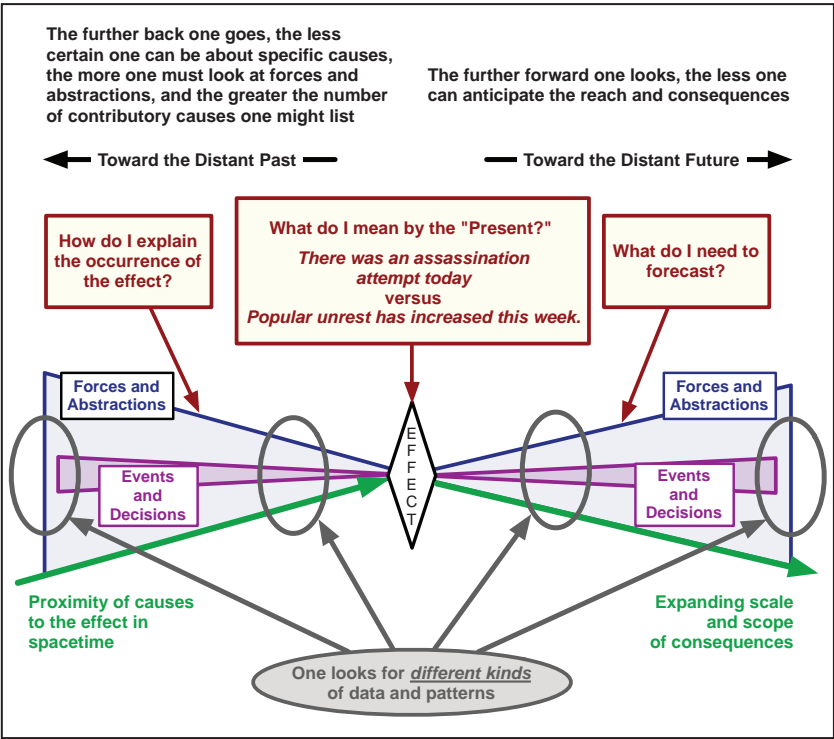 The further back one goes, the less
certain one can be about specific causes,
the more one must look at forces and
abstractions, and the greater the number
of contributory causes one might list
The further forward one looks, the less one
can anticipate the reach and consequences
Toward the Distant Past
Toward the Distant Future
How do I explain
the occurrence of
the effect?
What do I mean by the "Present?"
There was an assassination
attempt today
versus
Popular unrest has increased this week.
What do I need to
forecast?
Forces and
Abstractions
Events
and
Decisions
EFFECT
Forces and
Abstractions
Events
and
Decisions
Proximity of causes
to the effect in
spacetime
Expanding scale
and scope
of consequences
One looks for different kinds
of data and patterns